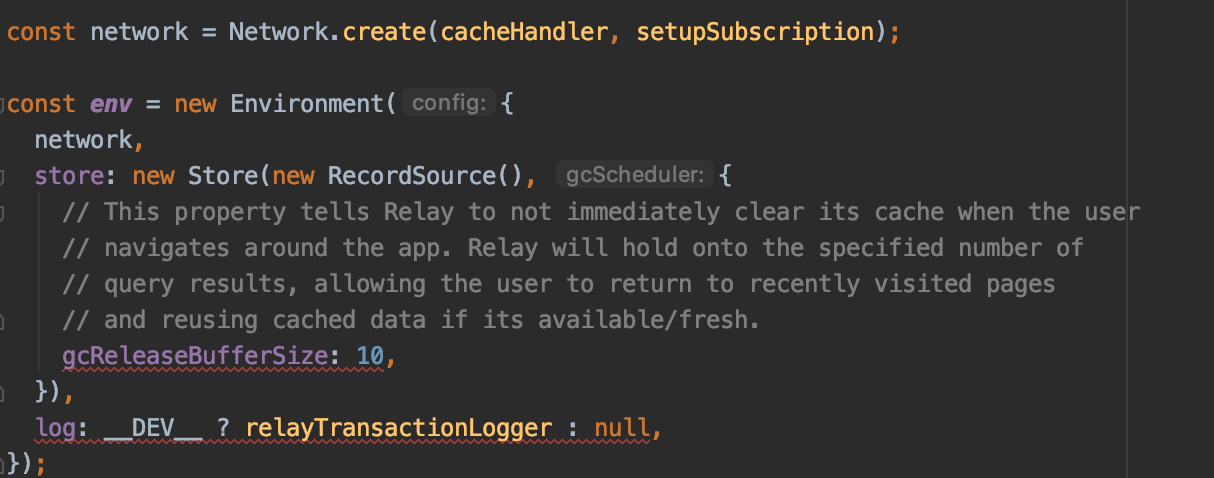 const network = Network.create(cacheHandler, setupSubscription);
const env = new Environment( config: {
  network,
  store: new Store(new RecordSource(), gcScheduler: {
    // This property tells Relay to not immediately clear its cache when the user
    // navigates around the app. Relay will hold onto the specified number of
    // query results, allowing the user to return to recently visited pages
    // and reusing cached data if its available/fresh.
    gcReleaseBufferSize: 10,
  }),
  log: __DEV__ ? relayTransactionLogger : null,
});